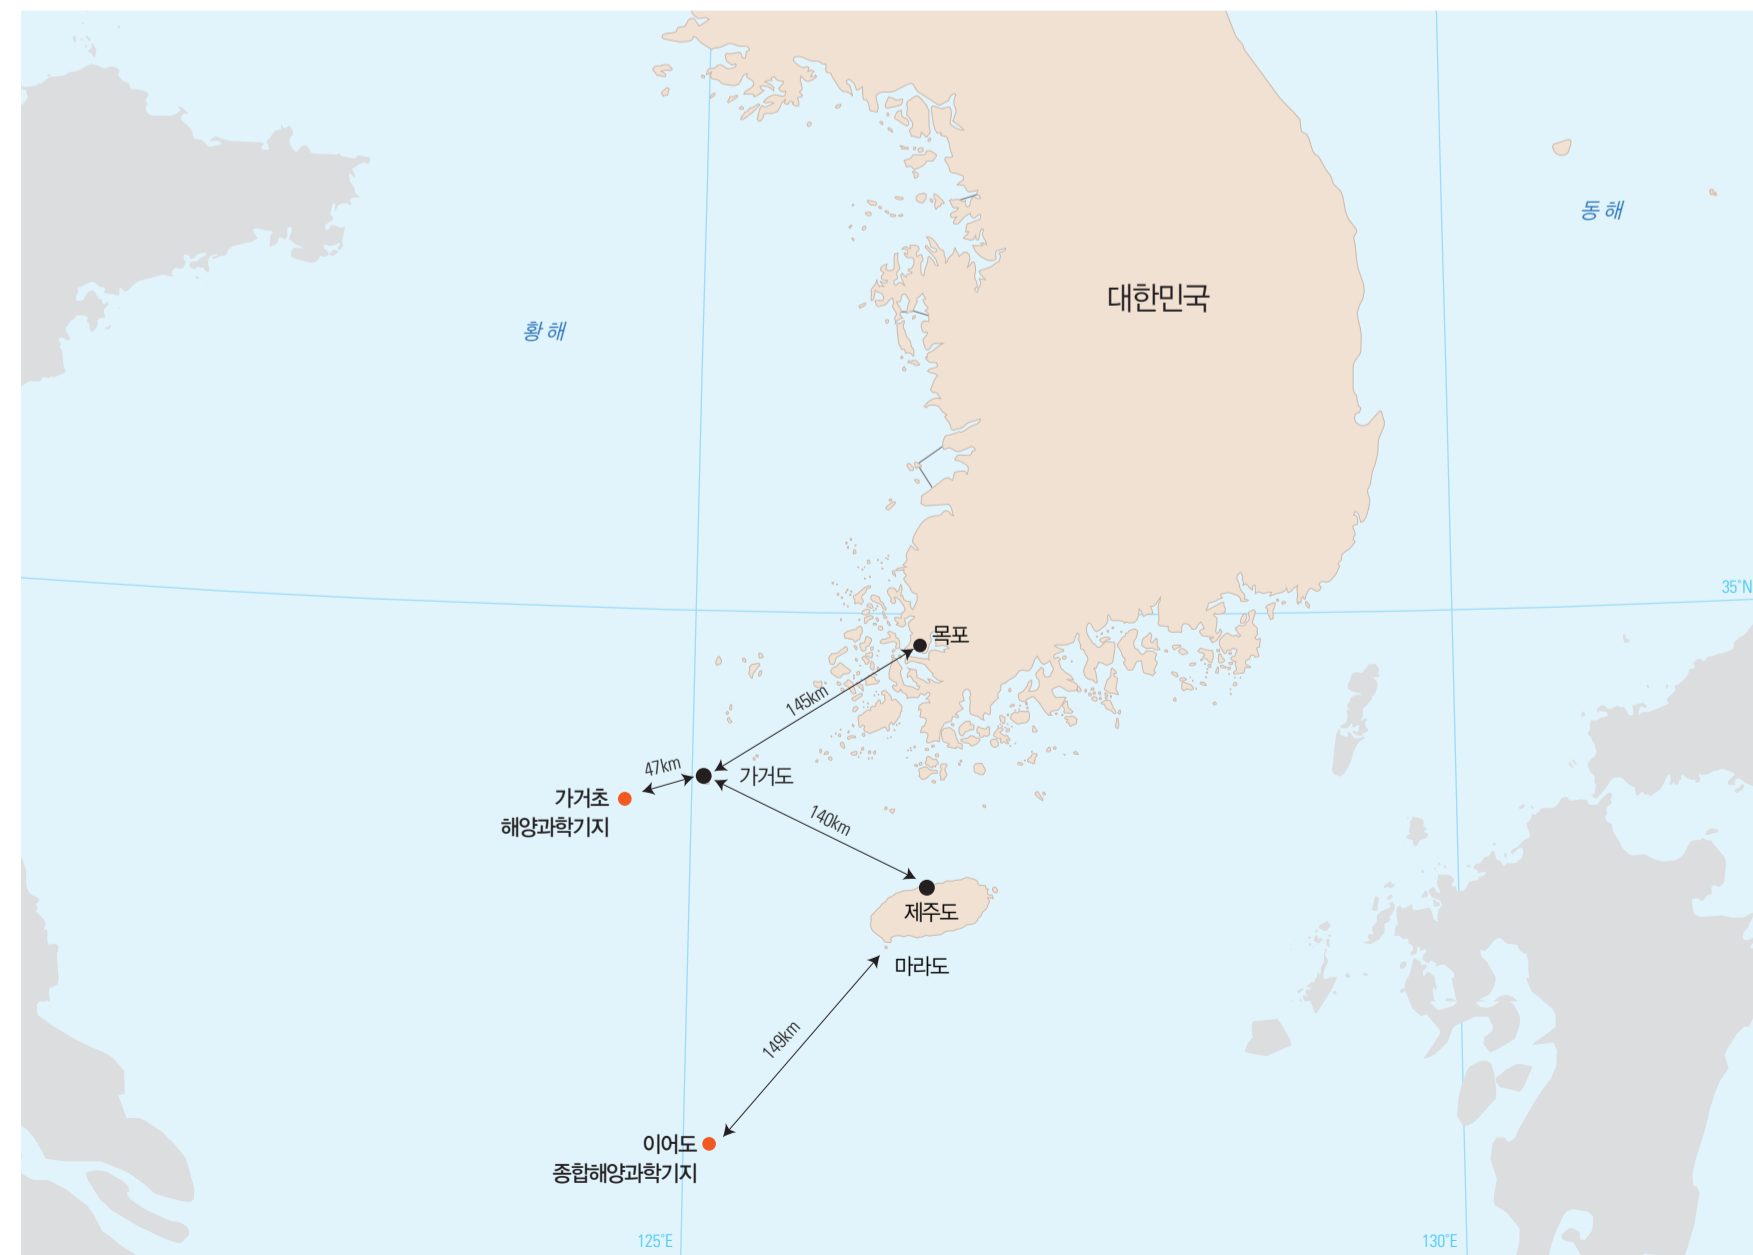 동해
대한민국
황해
35°N
목포
145km
47km
가거도
가거초
해양과학기지
140km
제주도
마라도
149km
이어도
종합해양과학기지
125°E
130°E